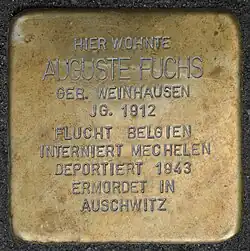 HIER WOHNTE
AUGUSTE FUCHS
GEB. WEINHAUSEN
JG. 1912
FLUCHT BELGIEN
INTERNIERT MECHELEN
DEPORTIERT 1943
ERMORDET IN
AUSCHWITZ